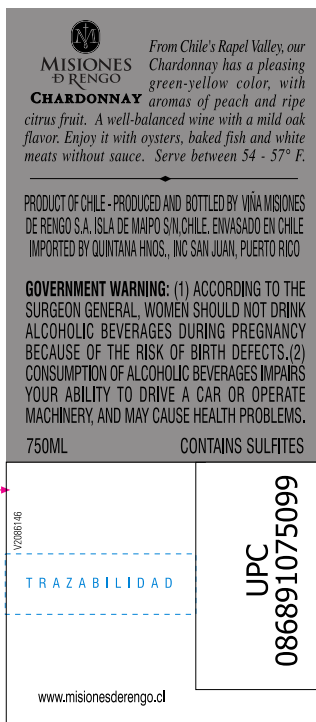 M
MISIONES
D RENGO
CHARDONNAY
From Chile's Rapel Valley, our
Chardonnay has a pleasing
green-yellow color, with
aromas of peach and ripe
citrus fruit. A well-balanced wine with a mild oak
flavor. Enjoy it with oysters, baked fish and white
meats without sauce. Serve between 54 - 57° F.
PRODUCT OF CHILE - PRODUCED AND BOTTLED BY VIÑA MISIONES
DE RENGO S.A. ISLA DE MAIPO S/N,CHILE. ENVASADO EN CHILE
IMPORTED BY QUINTANA HNOS., INC SAN JUAN, PUERTO RICO
GOVERNMENT WARNING: (1) ACCORDING TO THE
SURGEON GENERAL, WOMEN SHOULD NOT DRINK
ALCOHOLIC BEVERAGES DURING PREGNANCY
BECAUSE OF THE RISK OF BIRTH DEFECTS.(2)
CONSUMPTION OF ALCOHOLIC BEVERAGES IMPAIRS
YOUR ABILITY TO DRIVE A CAR OR OPERATE
MACHINERY, AND MAY CAUSE HEALTH PROBLEMS.
750ML CONTAINS SULFITES
V2086146
TRAZABILIDAD
www.misionesderengo.cl
UPC
086891075099